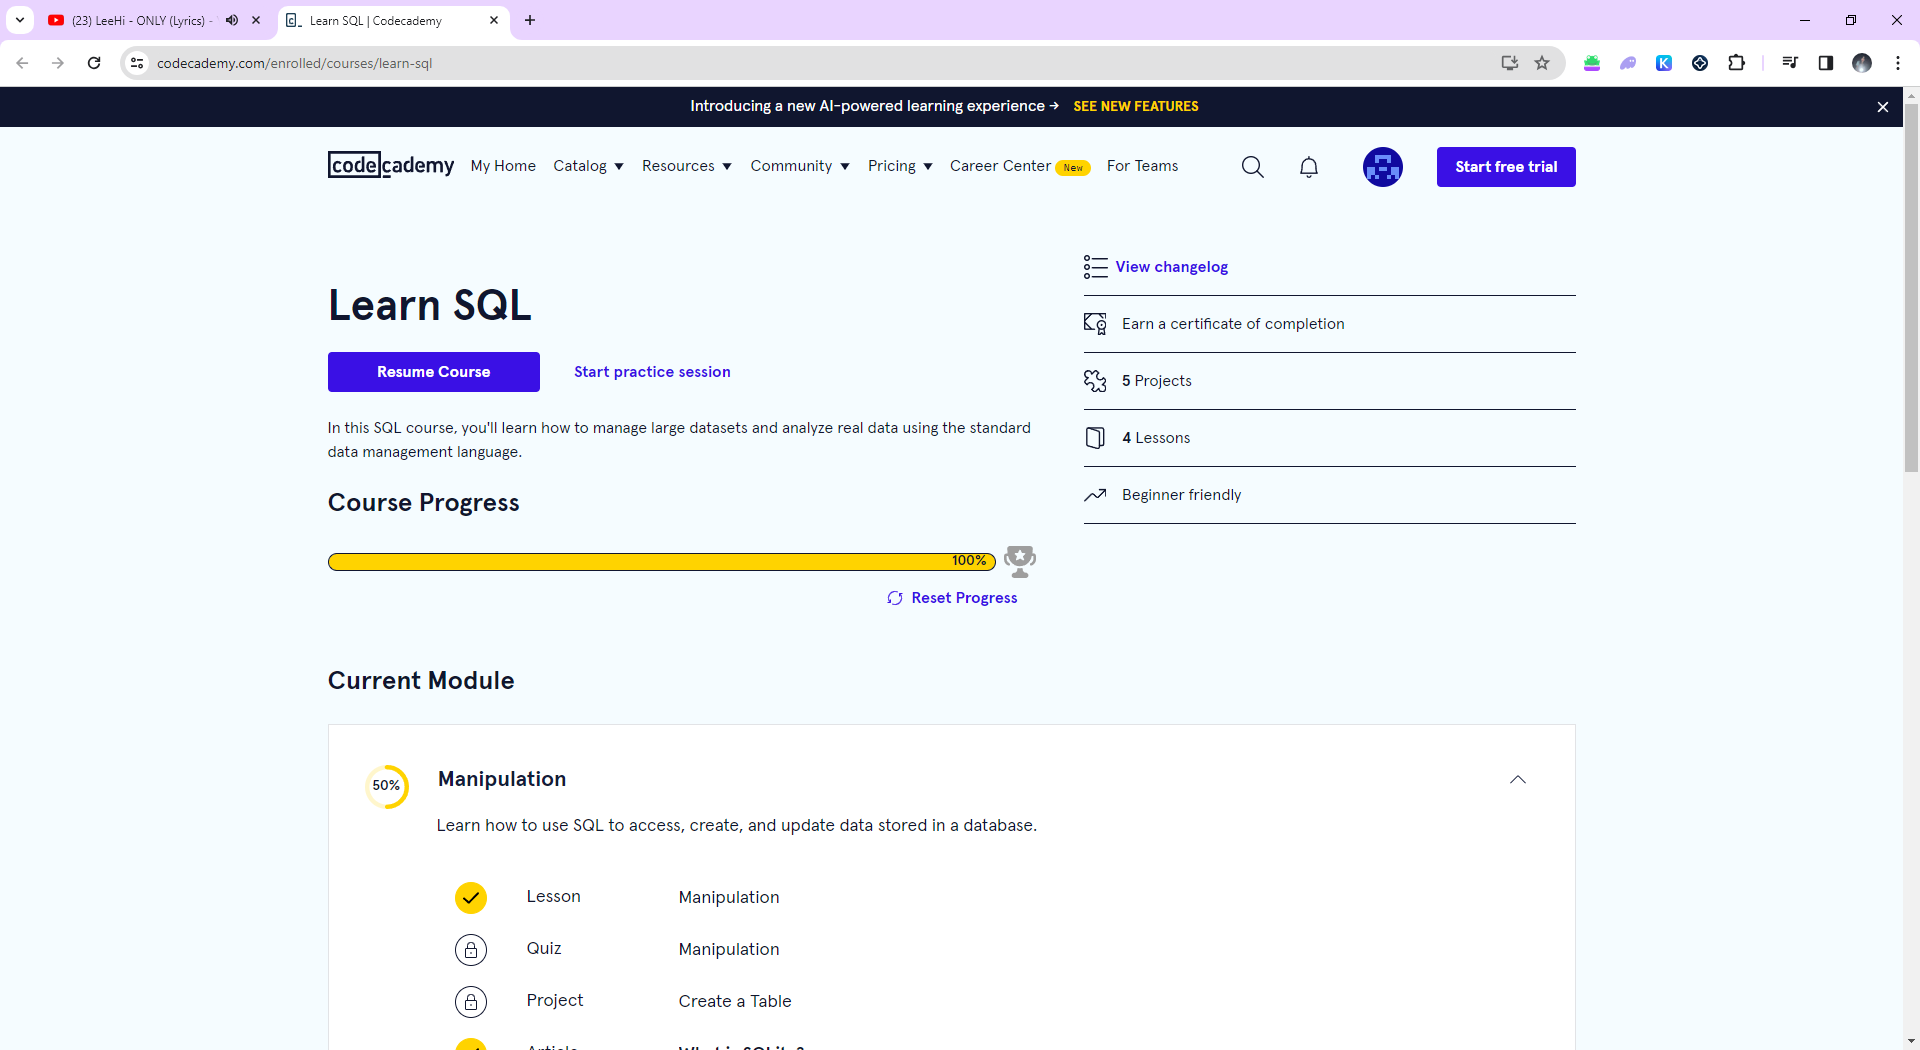 (23) LeeHi - ONLY (Lyrics) -
Learn SQL | Codecademy
codecademy.com/enrolled/courses/learn-sql
Introducing a new AI-powered learning experience → SEE NEW FEATURES
codecademy My Home Catalog Resources Community Pricing Career Center New For Teams Start free trial
View changelog
Learn SQL
Earn a certificate of completion
Resume Course Start practice session
5 Projects
In this SQL course, you'll learn how to manage large datasets and analyze real data using the standard
data management language.
4 Lessons
Beginner friendly
Course Progress
100%
Reset Progress
Current Module
50% Manipulation
Learn how to use SQL to access, create, and update data stored in a database.
Lesson Manipulation
Quiz Manipulation
Project Create a Table
Article What is SQLite?